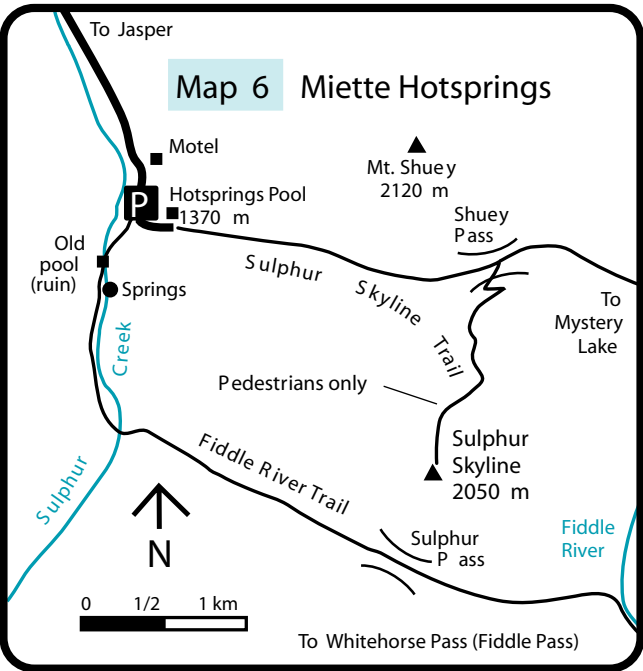 To Jasper
Map 6 Miette Hotsprings
Motel
Mt. Shuey
2120 m
P
Hotsprings Pool
1370 m
Shuey
Pass
Old
pool
(ruin)
Springs
Sulphur Skyline Trail
To
Mystery
Lake
Creek
Pedestrians only
Sulphur
Skyline
2050 m
Fiddle River Trail
Sulphur
N
Sulphur
P ass
Fiddle
River
0 1/2 1 km
To Whitehorse Pass (Fiddle Pass)